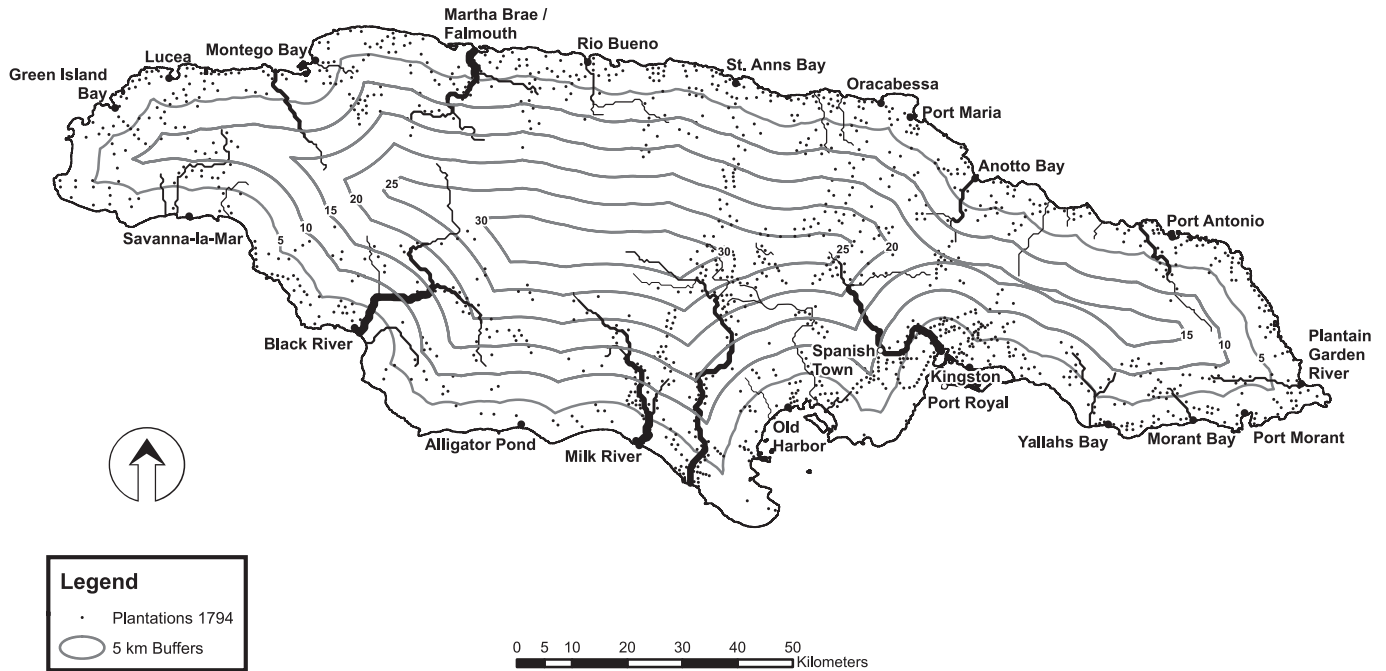 Martha Brae /
Falmouth
Montego Bay
Lucea
Green Island
Bay
Rio Bueno
St. Anns Bay
Oracabessa
Port Maria
Anotto Bay
Port Antonio
25
20
15
10
5
30
30
25
20
15
10
5
Savanna-la-Mar
Black River
Spanish
Town
Kingston
Port Royal
Plantain
Garden
River
Alligator Pond
Milk River
Old
Harbor
Yallahs Bay
Morant Bay
Port Morant
Legend
Plantations 1794
5 km Buffers
0 5 10 20 30 40 50
Kilometers